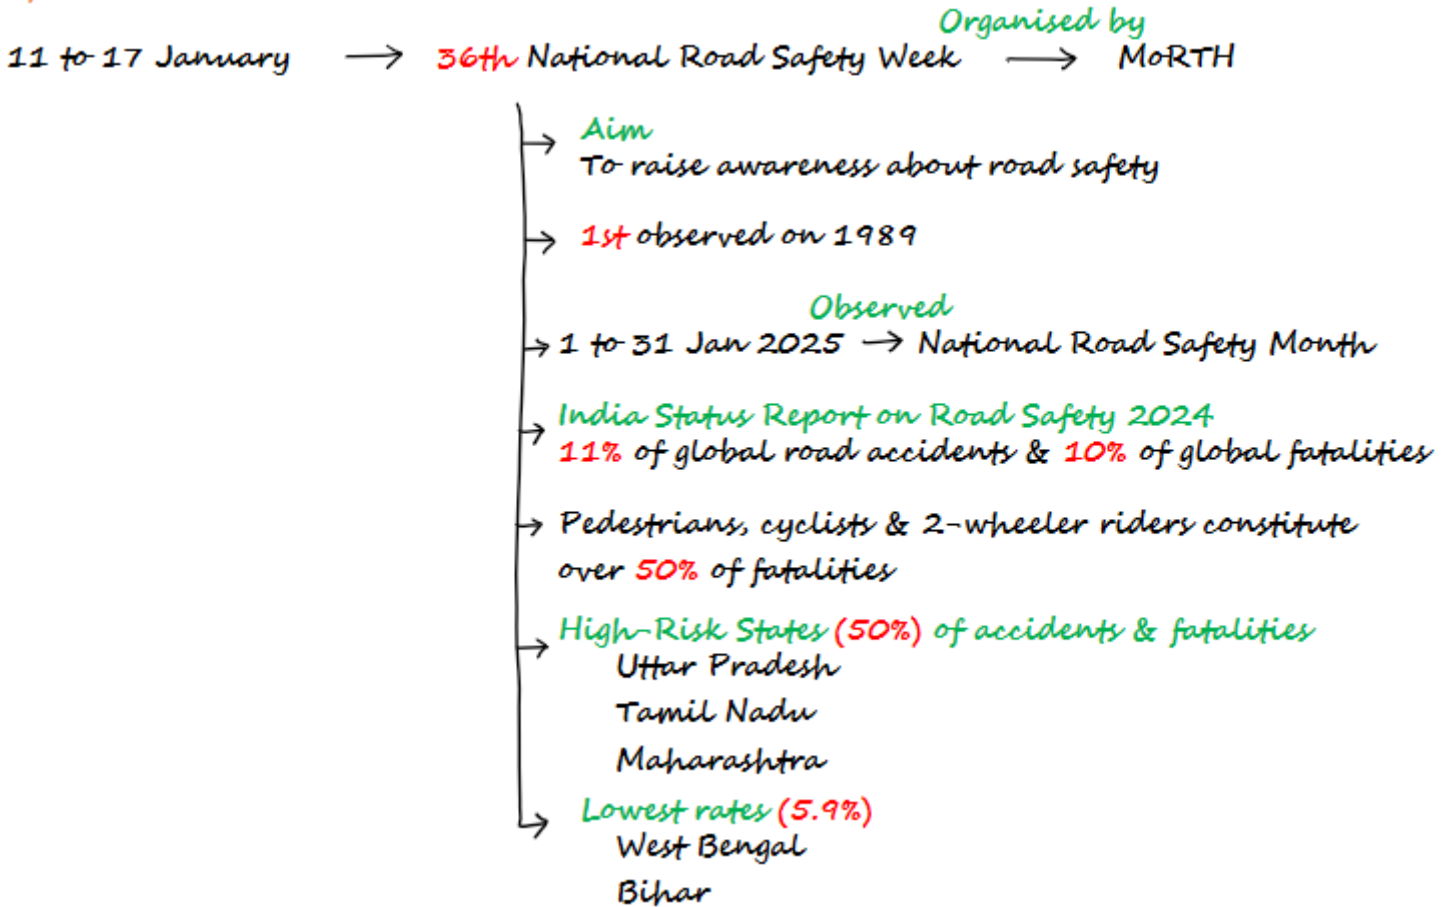 Organised by
11 to 17 January → 36th National Road Safety Week → MoRTH
Aim
To raise awareness about road safety
1st observed on 1989
Observed
1 to 31 Jan 2025 → National Road Safety Month
India Status Report on Road Safety 2024
11% of global road accidents & 10% of global fatalities
Pedestrians, cyclists & 2-wheeler riders constitute
over 50% of fatalities
High-Risk States (50%) of accidents & fatalities
Uttar Pradesh
Tamil Nadu
Maharashtra
Lowest rates (5.9%)
West Bengal
Bihar